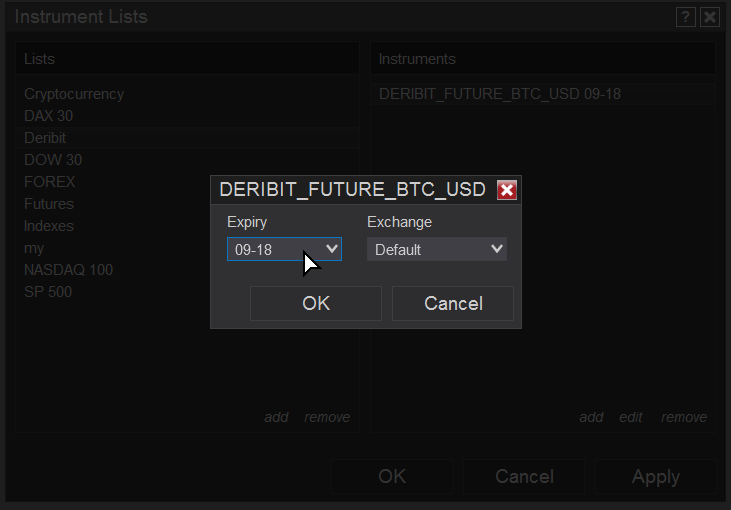 Instrument Lists
?
Lists
Instruments
Cryptocurrency
DERIBIT_FUTURE_BTC_USD 09-18
DAX 30
Deribit
DOW 30
FOREX
Futures
Indexes
my
NASDAQ 100
SP 500
DERIBIT_FUTURE_BTC_USD
Expiry
Exchange
09-18
Default
OK
Cancel
add
remove
add
edit
remove
OK
Cancel
Apply